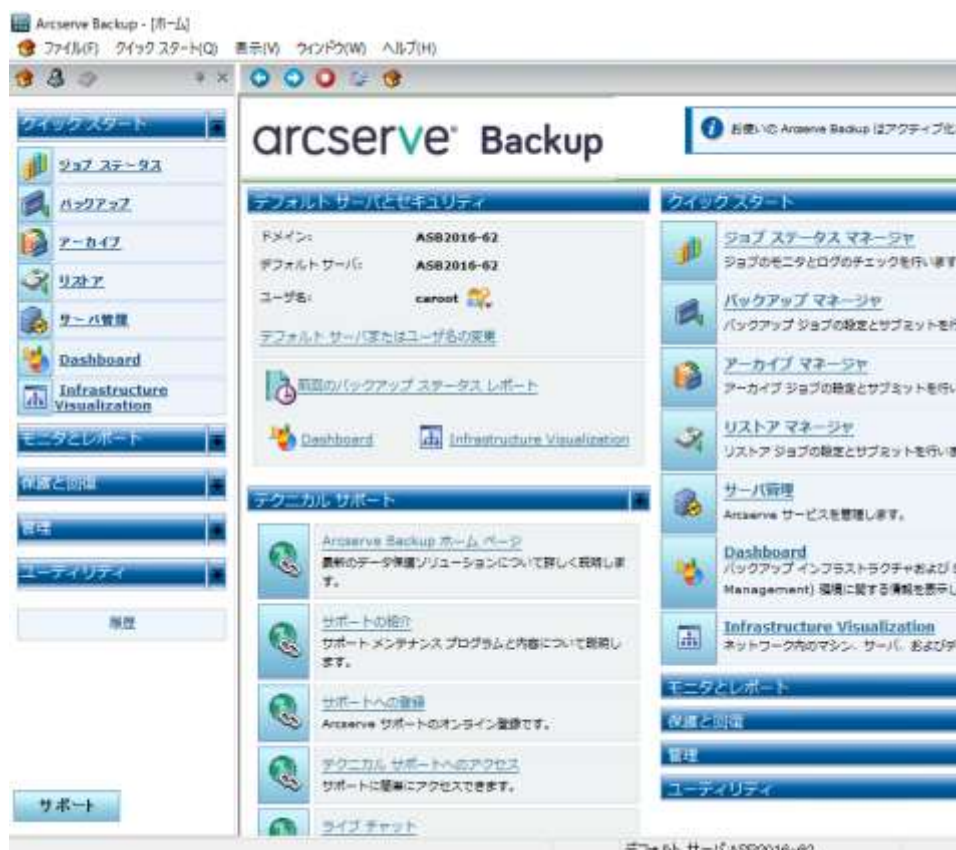 Arcserve Backup - [ホーム]
ファイル(F) クイック スタート(Q) 表示(V) ウィンドウ(W) ヘルプ(H)
クイック スタート
ジョブ ステータス
バックアップ
アーカイブ
リストア
サーバ管理
Dashboard
Infrastructure
Visualization
モニタとレポート
保護と回復
管理
ユーティリティ
履歴
サポート
arcserve Backup
お使いの Arcserve Backup はアクティブ化
デフォルト サーバとセキュリティ
ドメイン: ASB2016-62
デフォルト サーバ: ASB2016-62
ユーザ名: caroot
デフォルト サーバまたはユーザ名の変更
前回のバックアップ ステータス レポート
Dashboard Infrastructure Visualization
テクニカル サポート
Arcserve Backup ホーム ページ
最新のデータ保護ソリューションについて詳しく説明しま
す。
サポートの紹介
サポート メンテナンス プログラムと内容について説明し
ます。
サポートへの登録
Arcserve サポートのオンライン登録です。
テクニカル サポートへのアクセス
サポートに簡単にアクセスできます。
ライブ チャット
クイック スタート
ジョブ ステータス マネージャ
ジョブのモニタとログのチェックを行います
バックアップ マネージャ
バックアップ ジョブの設定とサブミットを行
アーカイブ マネージャ
アーカイブ ジョブの設定とサブミットを行い
リストア マネージャ
リストア ジョブの設定とサブミットを行いま
サーバ管理
Arcserve サービスを管理します。
Dashboard
バックアップ インフラストラクチャおよび
Management) 環境に関する情報を表示し
Infrastructure Visualization
ネットワーク内のマシン、サーバ、およびデ
モニタとレポート
保護と回復
管理
ユーティリティ
デフォルト サーバ:ASB2016-62